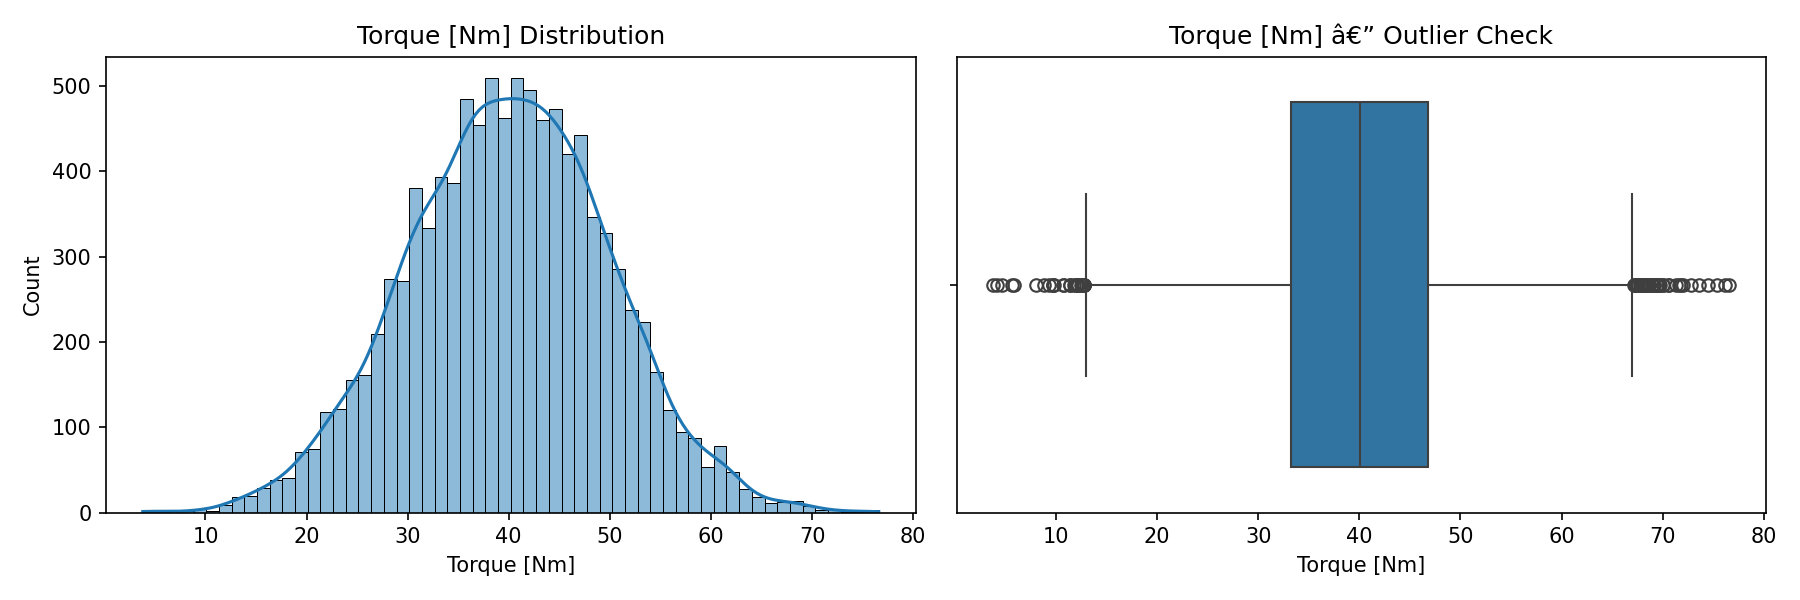 Torque [Nm] Distribution
Count
500
400
300
200
100
0
10 20 30 40 50 60 70 80
Torque [Nm]
Torque [Nm] â€” Outlier Check
10 20 30 40 50 60 70 80
Torque [Nm]